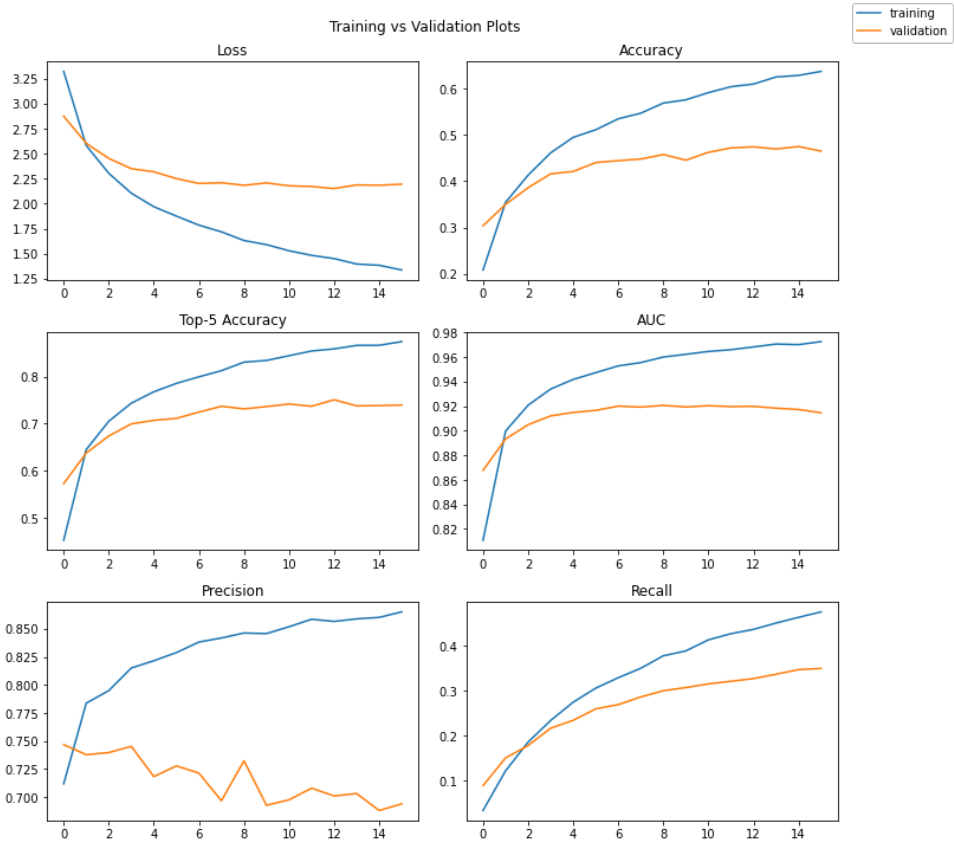 training
validation
Training vs Validation Plots
Loss
3.25
3.00
2.75
2.50
2.25
2.00
1.75
1.50
1.25
0 2 4 6 8 10 12 14
Accuracy
0.6
0.5
0.4
0.3
0.2
0 2 4 6 8 10 12 14
Top-5 Accuracy
0.8
0.7
0.6
0.5
0 2 4 6 8 10 12 14
AUC
0.98
0.96
0.94
0.92
0.90
0.88
0.86
0.84
0.82
0 2 4 6 8 10 12 14
Precision
0.850
0.825
0.800
0.775
0.750
0.725
0.700
0 2 4 6 8 10 12 14
Recall
0.4
0.3
0.2
0.1
0 2 4 6 8 10 12 14